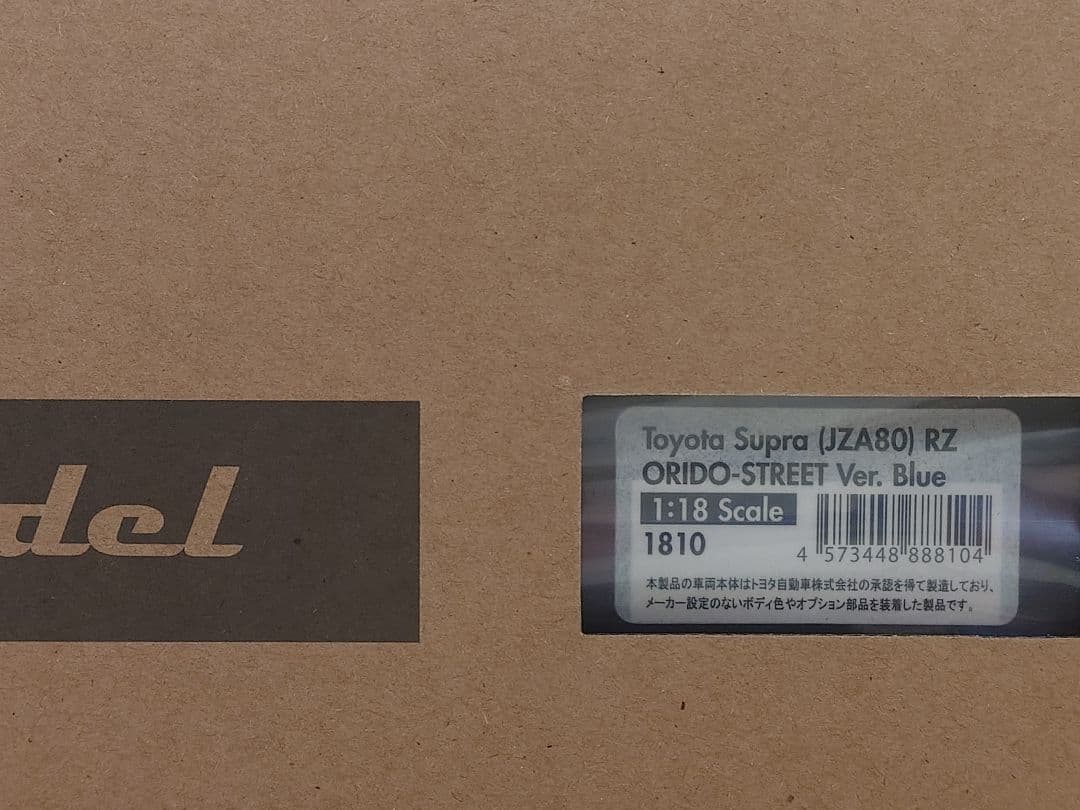 del
Toyota Supra (JZA80) RZ
ORIDO-STREET Ver. Blue
1:18 Scale
1810
4 573448 888104
本製品の車両本体はトヨタ自動車株式会社の承認を得て製造しており、
メーカー設定のないボディ色やオプション部品を装着した製品です。